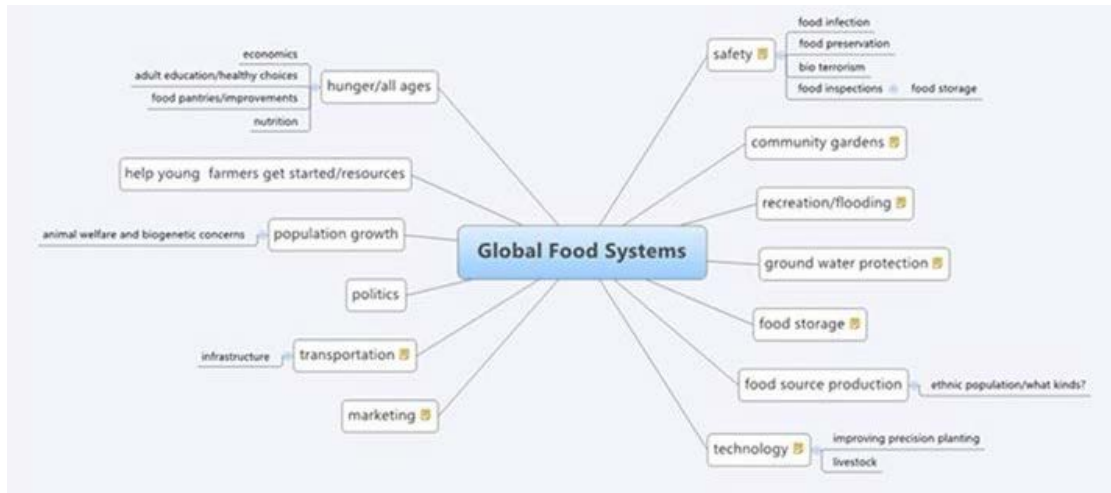 economics
adult education/healthy choices
food pantries/improvements
nutrition
hunger/all ages
help young farmers get started/resources
animal welfare and biogenetic concerns
population growth
politics
infrastructure
transportation
marketing
Global Food Systems
safety
food infection
food preservation
bio terrorism
food inspections
food storage
community gardens
recreation/flooding
ground water protection
food storage
food source production
ethnic population/what kinds?
technology
improving precision planting
livestock